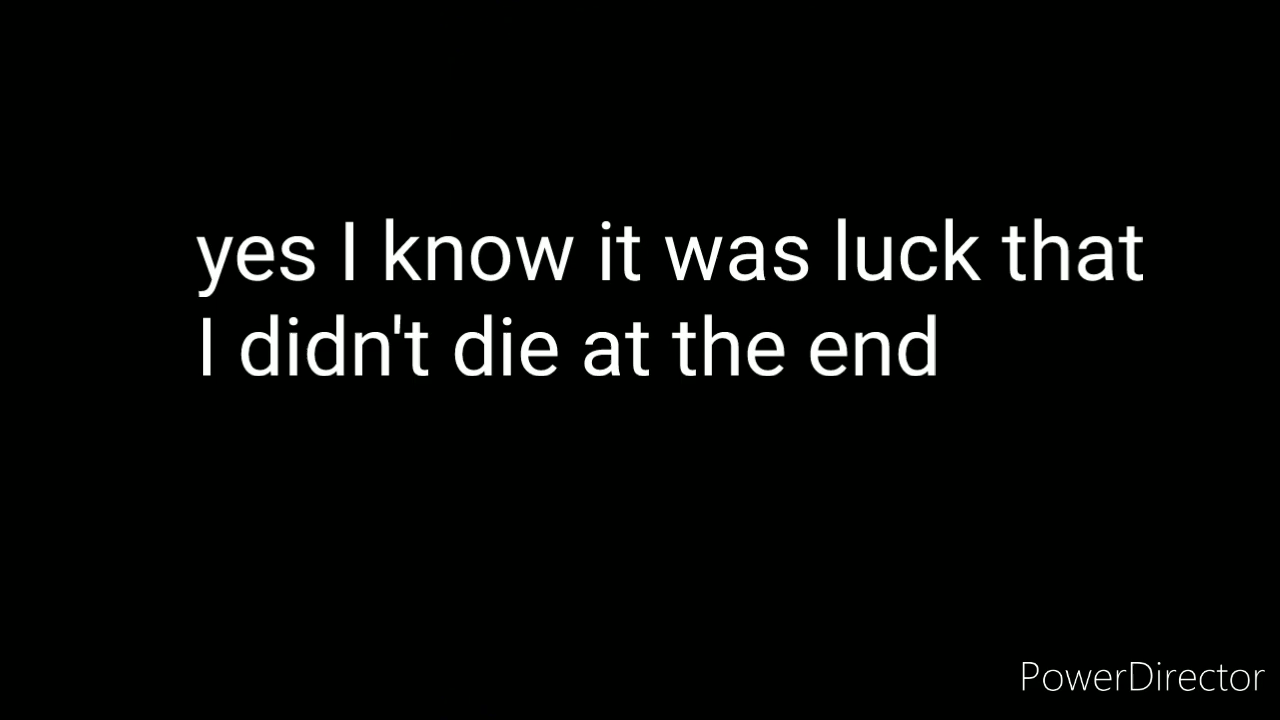 yes I know it was luck that
I didn't die at the end
PowerDirector